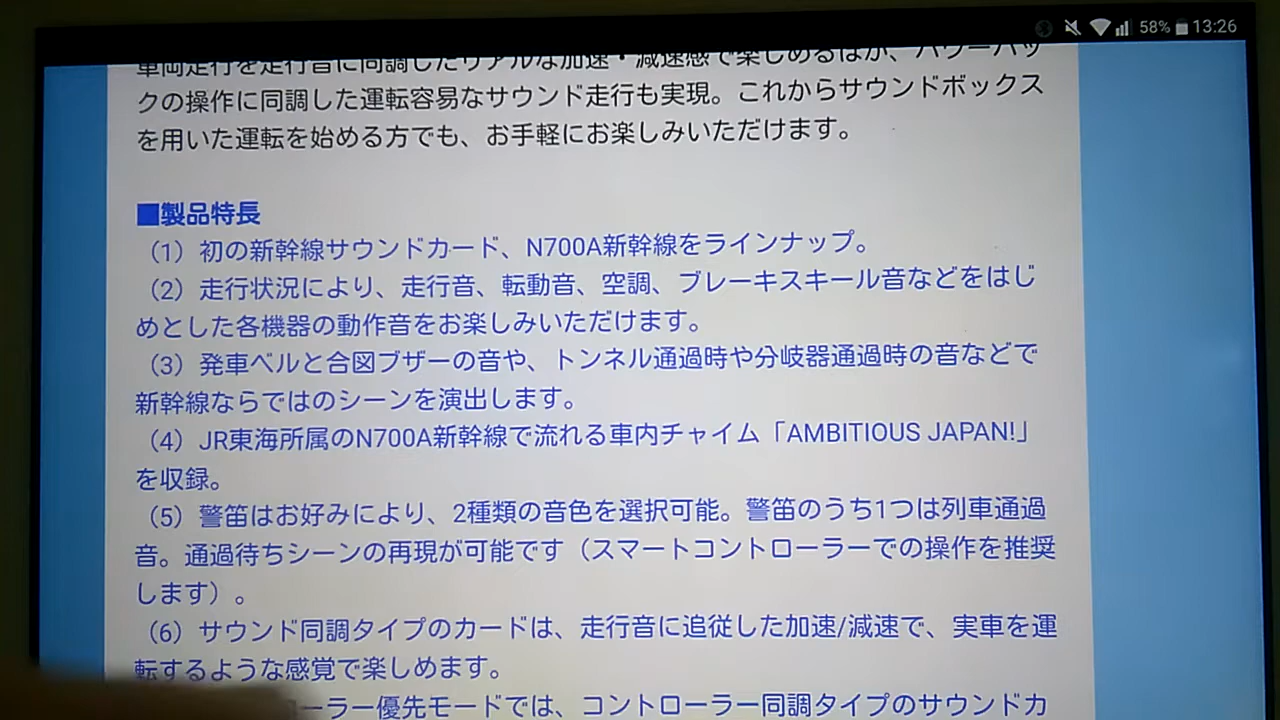 58% 13:26
車両走行を走行音に同調したリアルな加速・減速感で楽しめるほか、パワーパッ
クの操作に同調した運転容易なサウンド走行も実現。これからサウンドボックス
を用いた運転を始める方でも、お手軽にお楽しみいただけます。
■製品特長
（1）初の新幹線サウンドカード、N700A新幹線をラインナップ。
（2）走行状況により、走行音、転動音、空調、ブレーキスキール音などをはじ
めとした各機器の動作音をお楽しみいただけます。
（3）発車ベルと合図ブザーの音や、トンネル通過時や分岐器通過時の音などで
新幹線ならではのシーンを演出します。
（4）JR東海所属のN700A新幹線で流れる車内チャイム「AMBITIOUS JAPAN!」
を収録。
（5）警笛はお好みにより、2種類の音色を選択可能。警笛のうち1つは列車通過
音。通過待ちシーンの再現が可能です（スマートコントローラーでの操作を推奨
します）。
（6）サウンド同調タイプのカードは、走行音に追従した加速/減速で、実車を運
転するような感覚で楽しめます。
ーラー優先モードでは、コントローラー同調タイプのサウンドカ